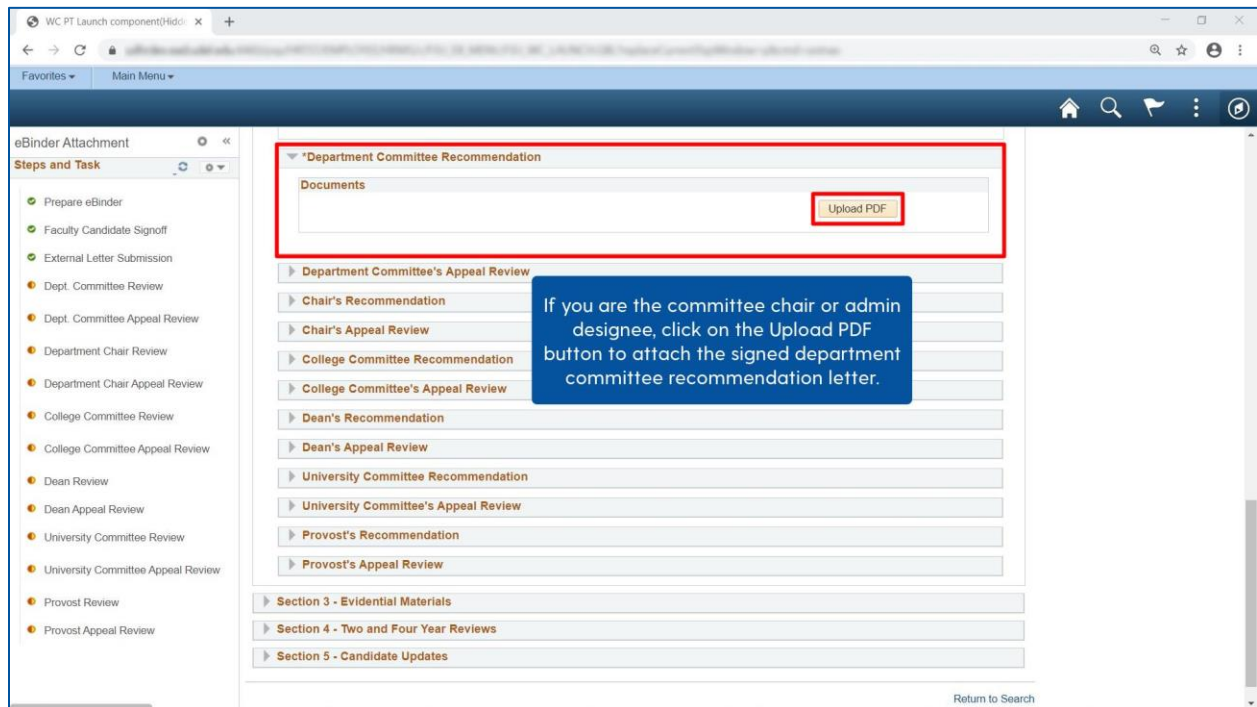 WC PT Launch component(Hidde
Favorites
Main Menu
eBinder Attachment
Steps and Task
Prepare eBinder
Faculty Candidate Signoff
External Letter Submission
Dept. Committee Review
Dept. Committee Appeal Review
Department Chair Review
Department Chair Appeal Review
College Committee Review
College Committee Appeal Review
Dean Review
Dean Appeal Review
University Committee Review
University Committee Appeal Review
Provost Review
Provost Appeal Review
*Department Committee Recommendation
Documents
Upload PDF
Department Committee's Appeal Review
Chair's Recommendation
Chair's Appeal Review
College Committee Recommendation
College Committee's Appeal Review
Dean's Recommendation
Dean's Appeal Review
University Committee Recommendation
University Committee's Appeal Review
Provost's Recommendation
Provost's Appeal Review
If you are the committee chair or admin
designee, click on the Upload PDF
button to attach the signed department
committee recommendation letter.
Section 3 - Evidential Materials
Section 4 - Two and Four Year Reviews
Section 5 - Candidate Updates
Return to Search